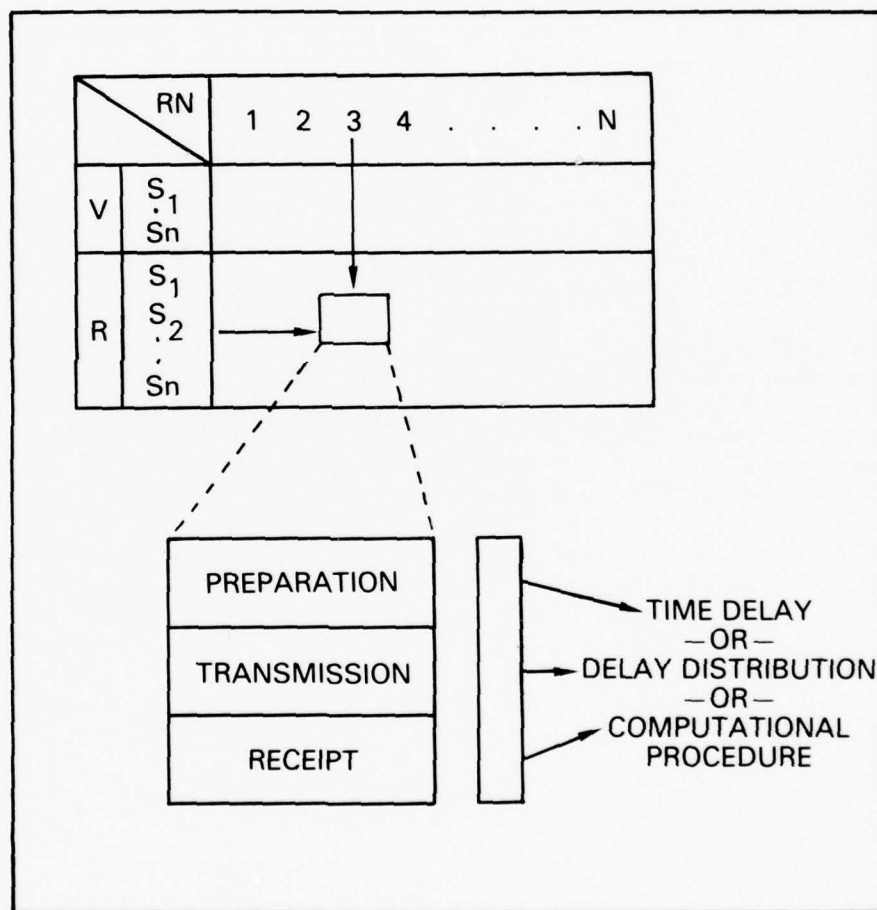 RN
1 2 3 4 . . . . N
V
S1
.
Sn
R
S1
S2
.
.
Sn
PREPARATION
TRANSMISSION
RECEIPT
TIME DELAY
—OR—
DELAY DISTRIBUTION
—OR—
COMPUTATIONAL
PROCEDURE